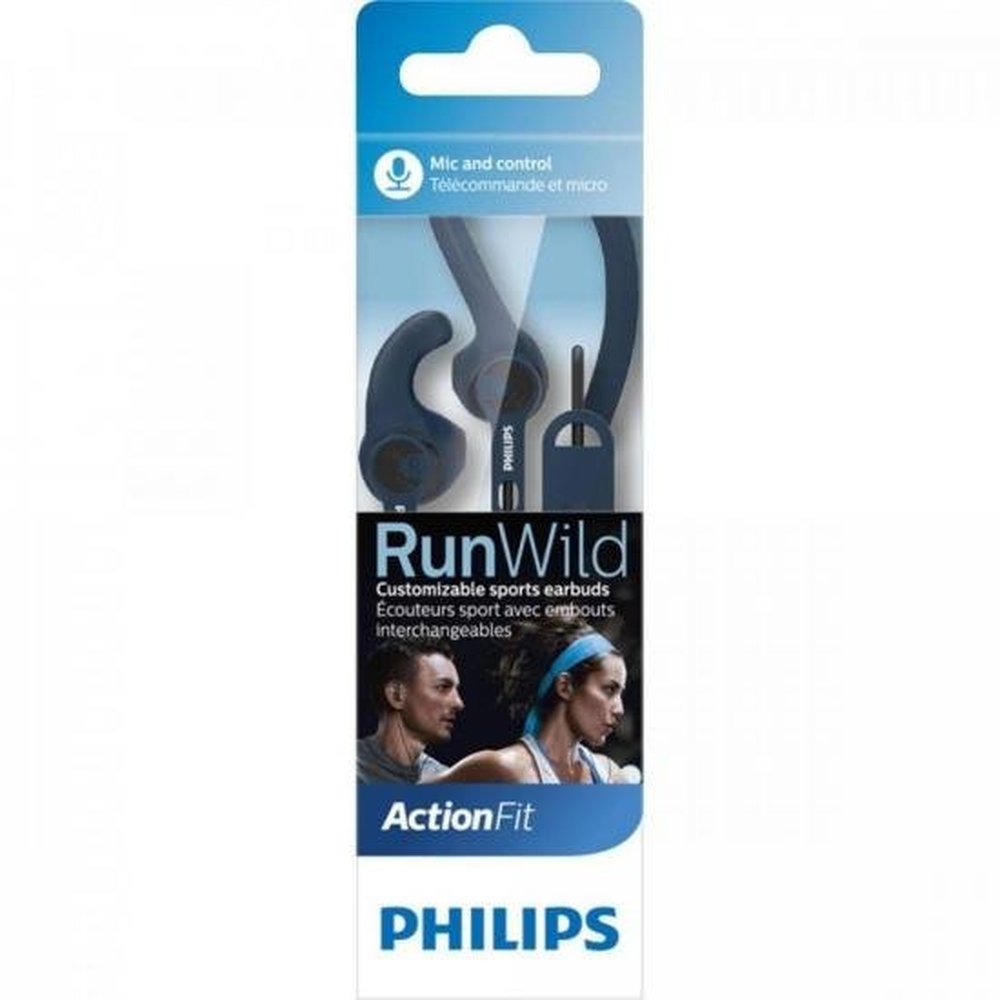 Mic and control
Télécommande et micro
PHILIPS
RunWild
Customizable sports earbuds
Écouteurs sport avec embouts
interchangeables
ActionFit
PHILIPS